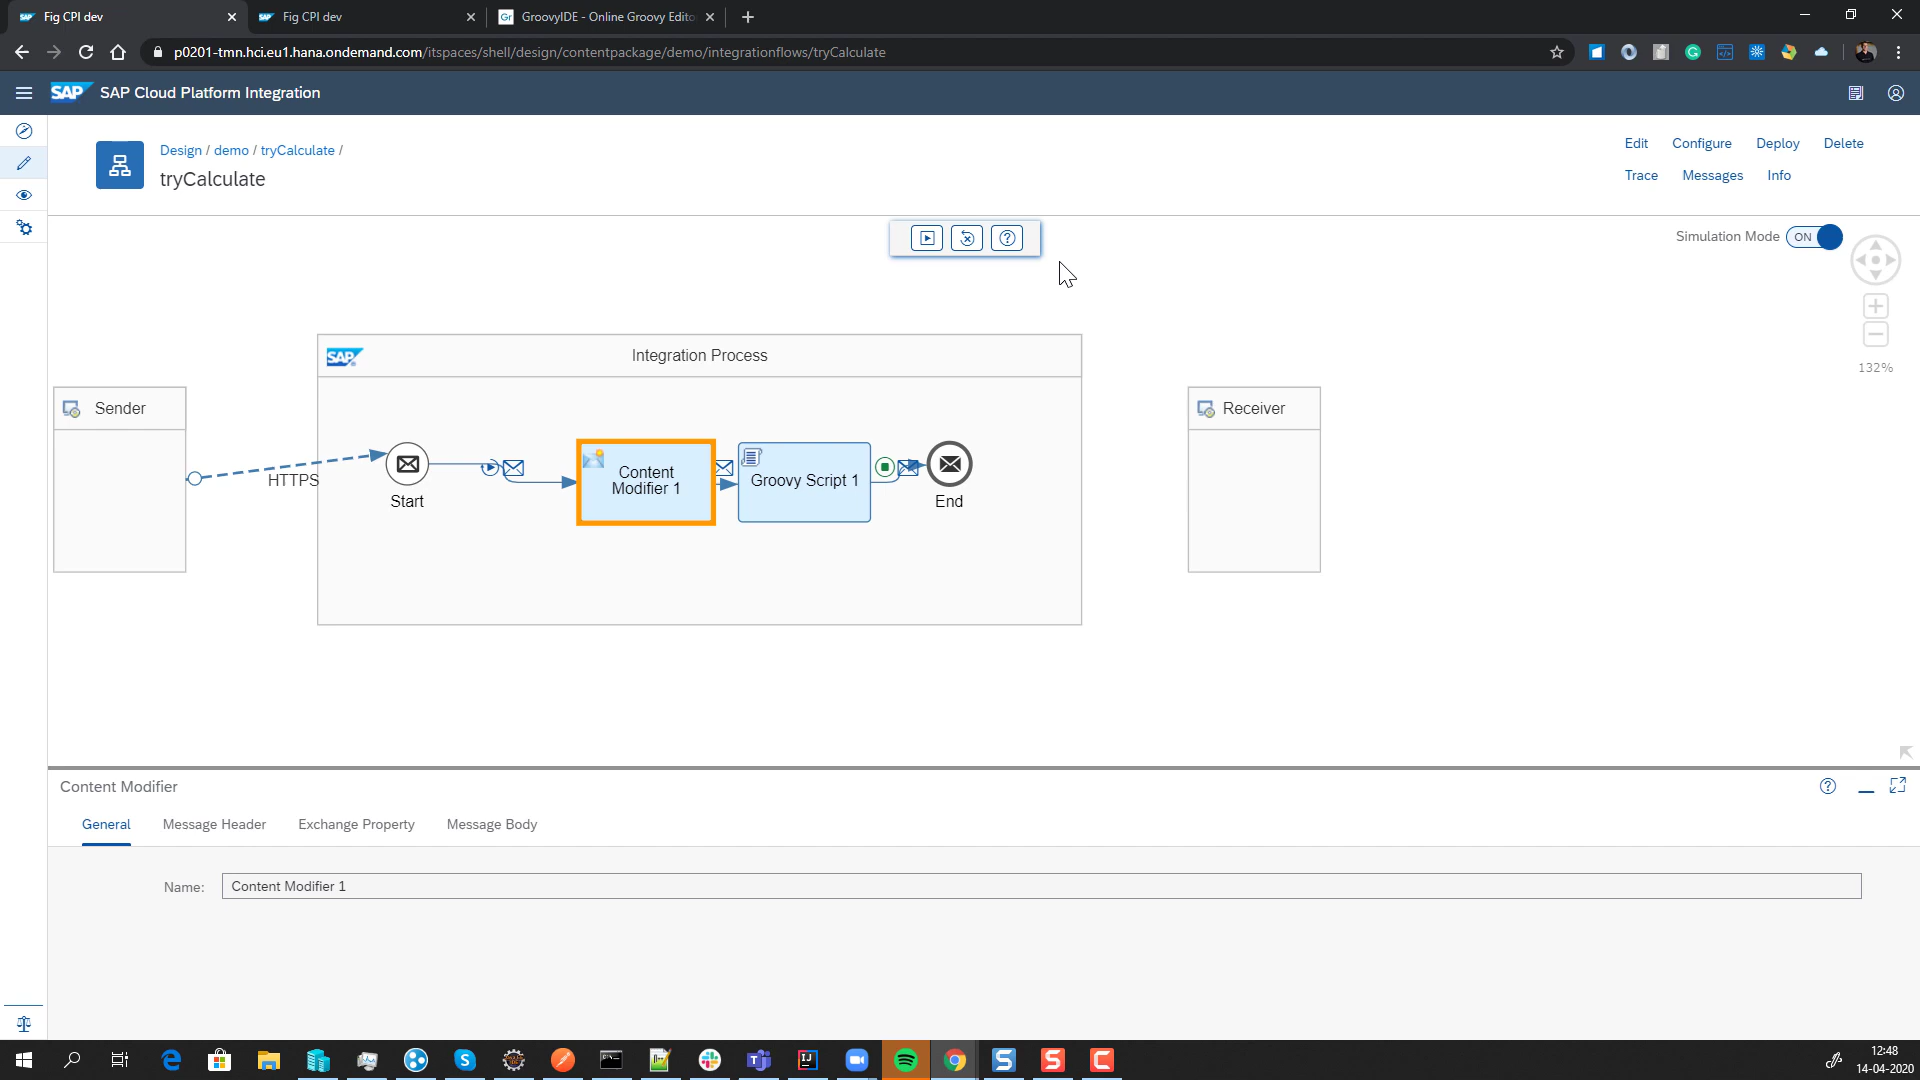 Fig CPI dev
Fig CPI dev
GroovyIDE - Online Groovy Edito
p0201-tmn.hci.eu1.hana.ondemand.com/itspaces/shell/design/contentpackage/demo/integrationflows/tryCalculate
SAP SAP Cloud Platform Integration
Design / demo / tryCalculate /
tryCalculate
Edit Configure Deploy Delete
Trace Messages Info
Simulation Mode ON
132%
SAP Integration Process
Sender
Receiver
HTTPS
Start
Content
Modifier 1
Groovy Script 1
End
Content Modifier
General Message Header Exchange Property Message Body
Name: Content Modifier 1
12:48
14-04-2020